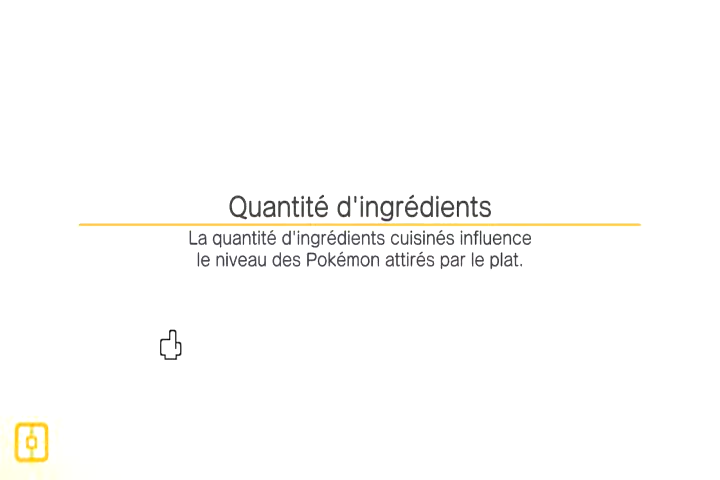 Quantité d'ingrédients
La quantité d'ingrédients cuisinés influence
le niveau des Pokémon attirés par le plat.